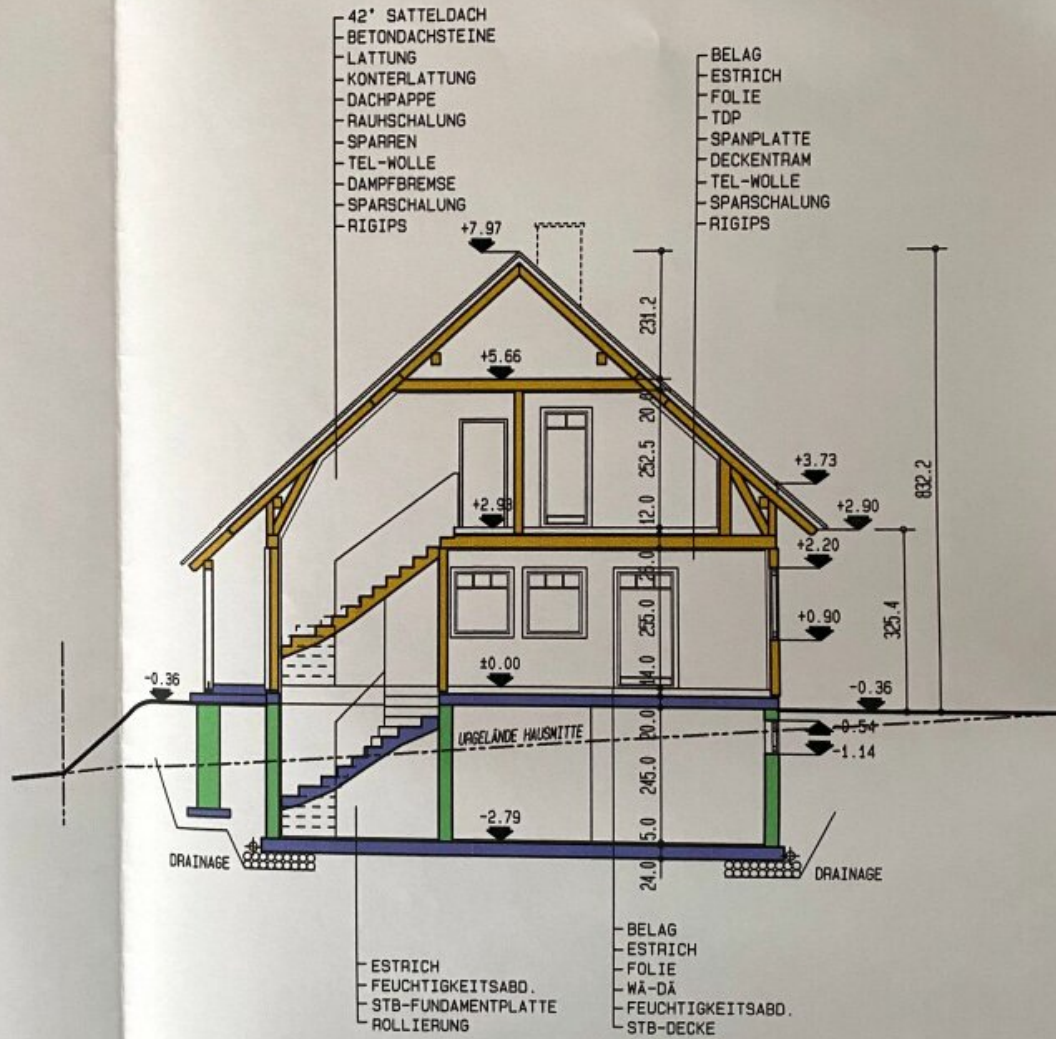 42° SATTELDACH
BETONDACHSTEINE
LATTUNG
KONTERLATTUNG
DACHPAPPE
RAUHSCHALUNG
SPARREN
TEL-WOLLE
DAMPFBREMSE
SPARSCHALUNG
RIGIPS
BELAG
ESTRICH
FOLIE
TDP
SPANPLATTE
DECKENTRAM
TEL-WOLLE
SPARSCHALUNG
RIGIPS
+7.97
231.2
+5.66
20.0
252.5
+3.73
832.2
+2.93
12.0
+2.90
+2.20
255.0
+0.90
325.4
±0.00
14.0
-0.36
-0.36
20.0
-0.54
URGELÄNDE HAUSMITTE
-1.14
245.0
-2.79
5.0
24.0
DRAINAGE
DRAINAGE
ESTRICH
FEUCHTIGKEITSABD.
STB-FUNDAMENTPLATTE
ROLLIERUNG
BELAG
ESTRICH
FOLIE
WÄ-DÄ
FEUCHTIGKEITSABD.
STB-DECKE